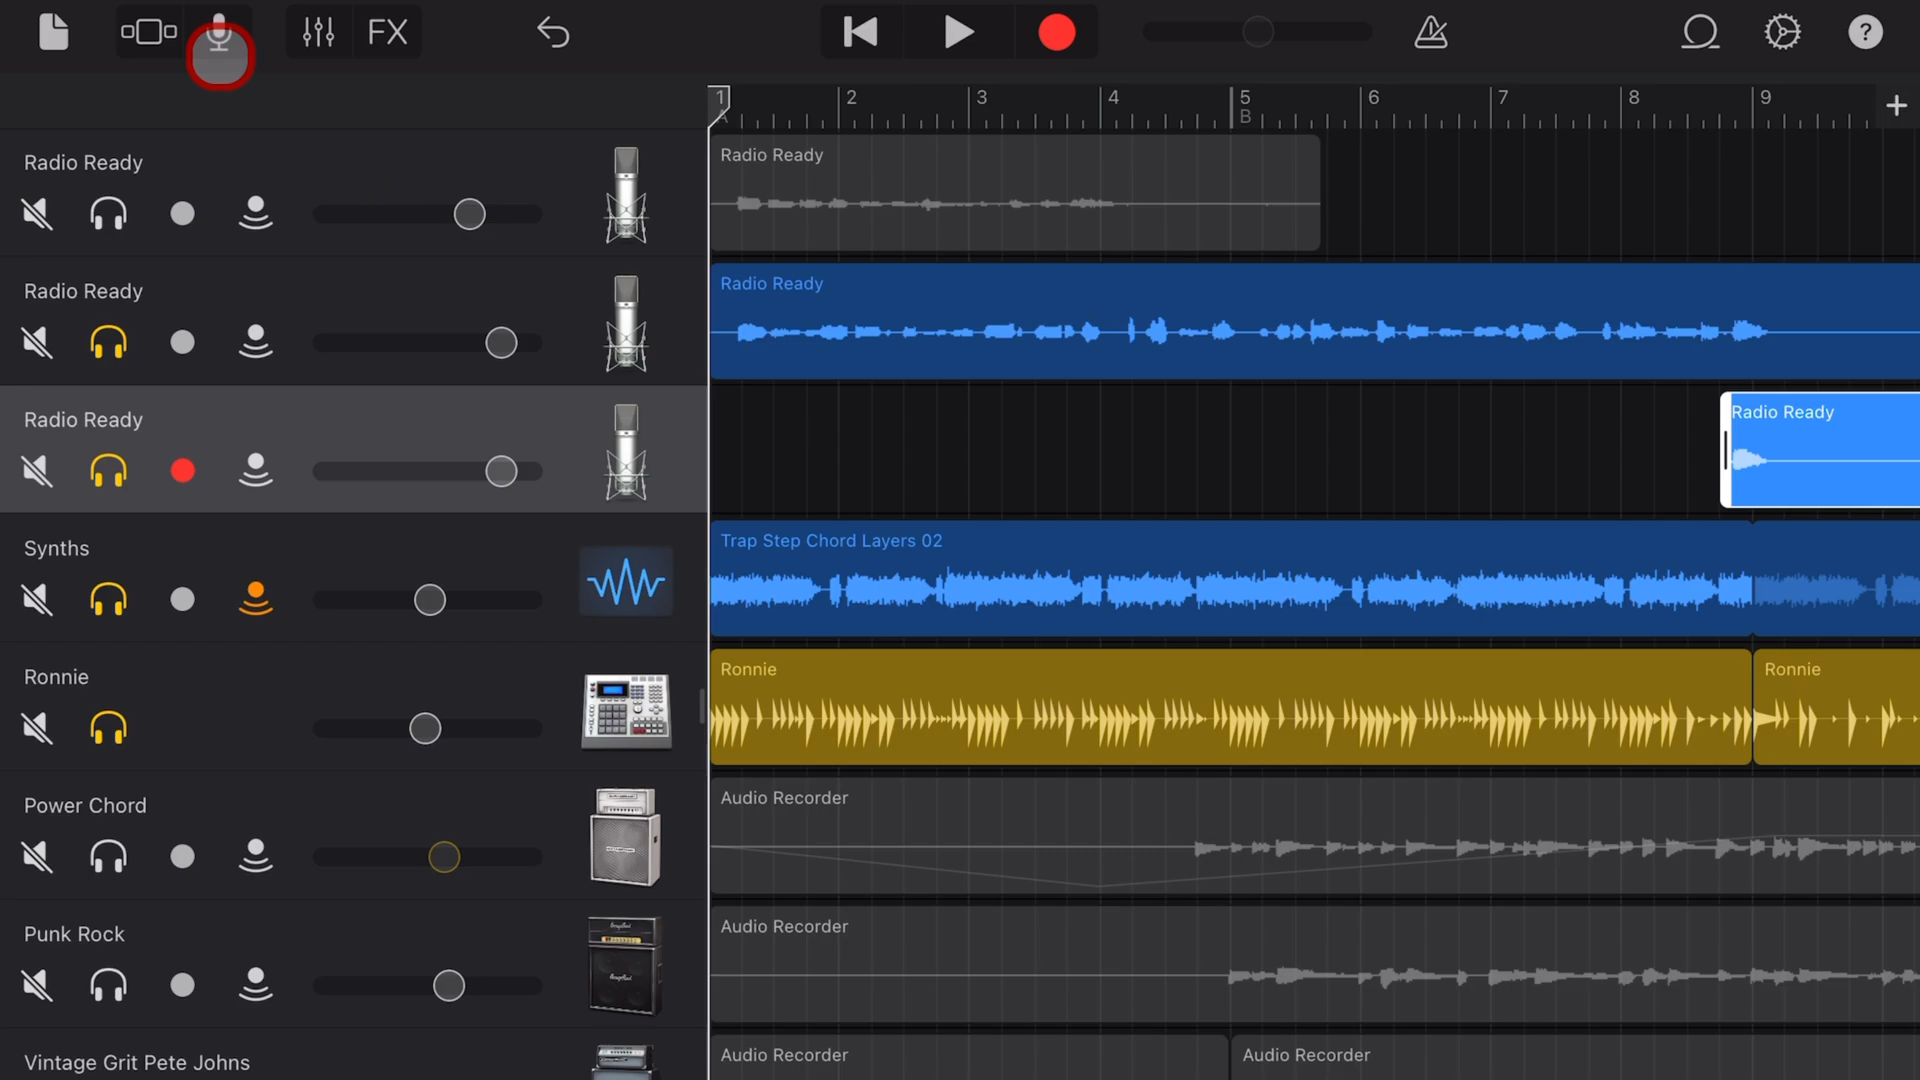 FX
?
1 2 3 4 5 6 7 8 9 +
A B
Radio Ready
Radio Ready
Radio Ready
Radio Ready
Radio Ready
Radio Ready
Synths
Trap Step Chord Layers 02
Ronnie
Ronnie
Ronnie
Power Chord
Audio Recorder
Punk Rock
Audio Recorder
Vintage Grit Pete Johns
Audio Recorder
Audio Recorder